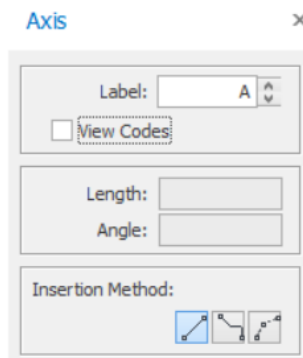 Axis
Label: A
View Codes
Length:
Angle:
Insertion Method: